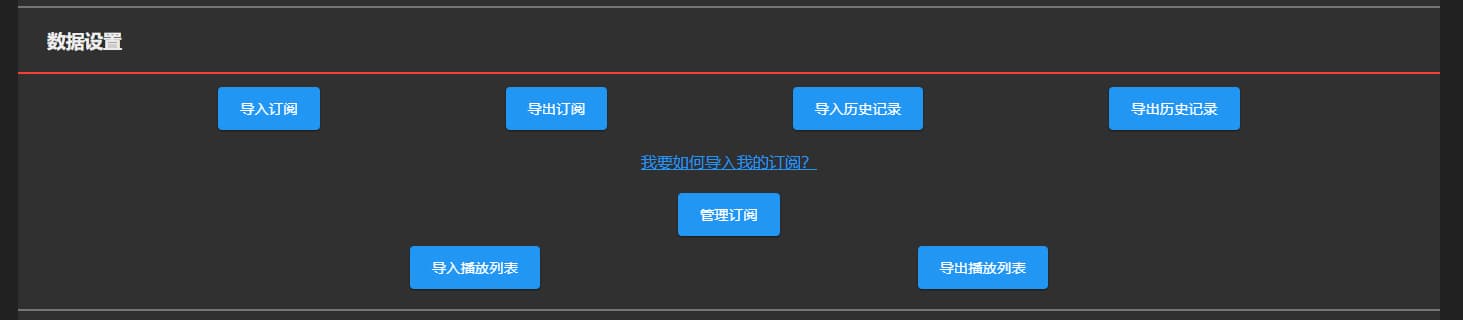 数据设置
导入订阅 导出订阅 导入历史记录 导出历史记录
我要如何导入我的订阅？
管理订阅
导入播放列表 导出播放列表